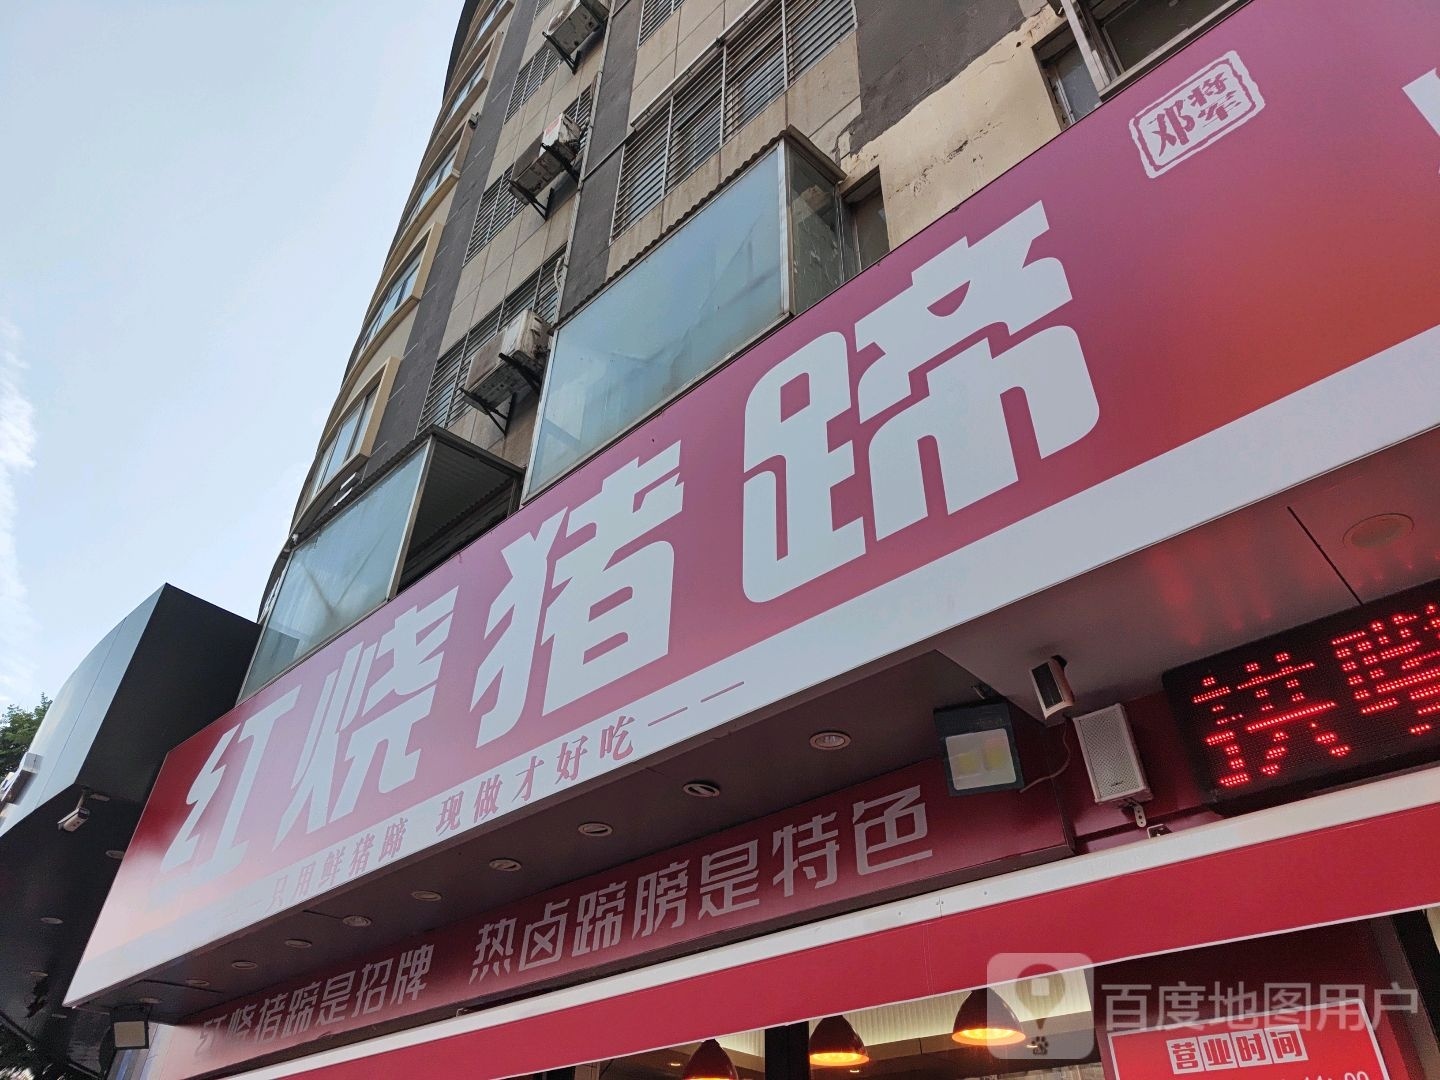 邓将军
红烧猪蹄
只用鲜猪蹄 现做才好吃
红烧猪蹄是招牌 热卤蹄膀是特色
营业时间
百度地图用户